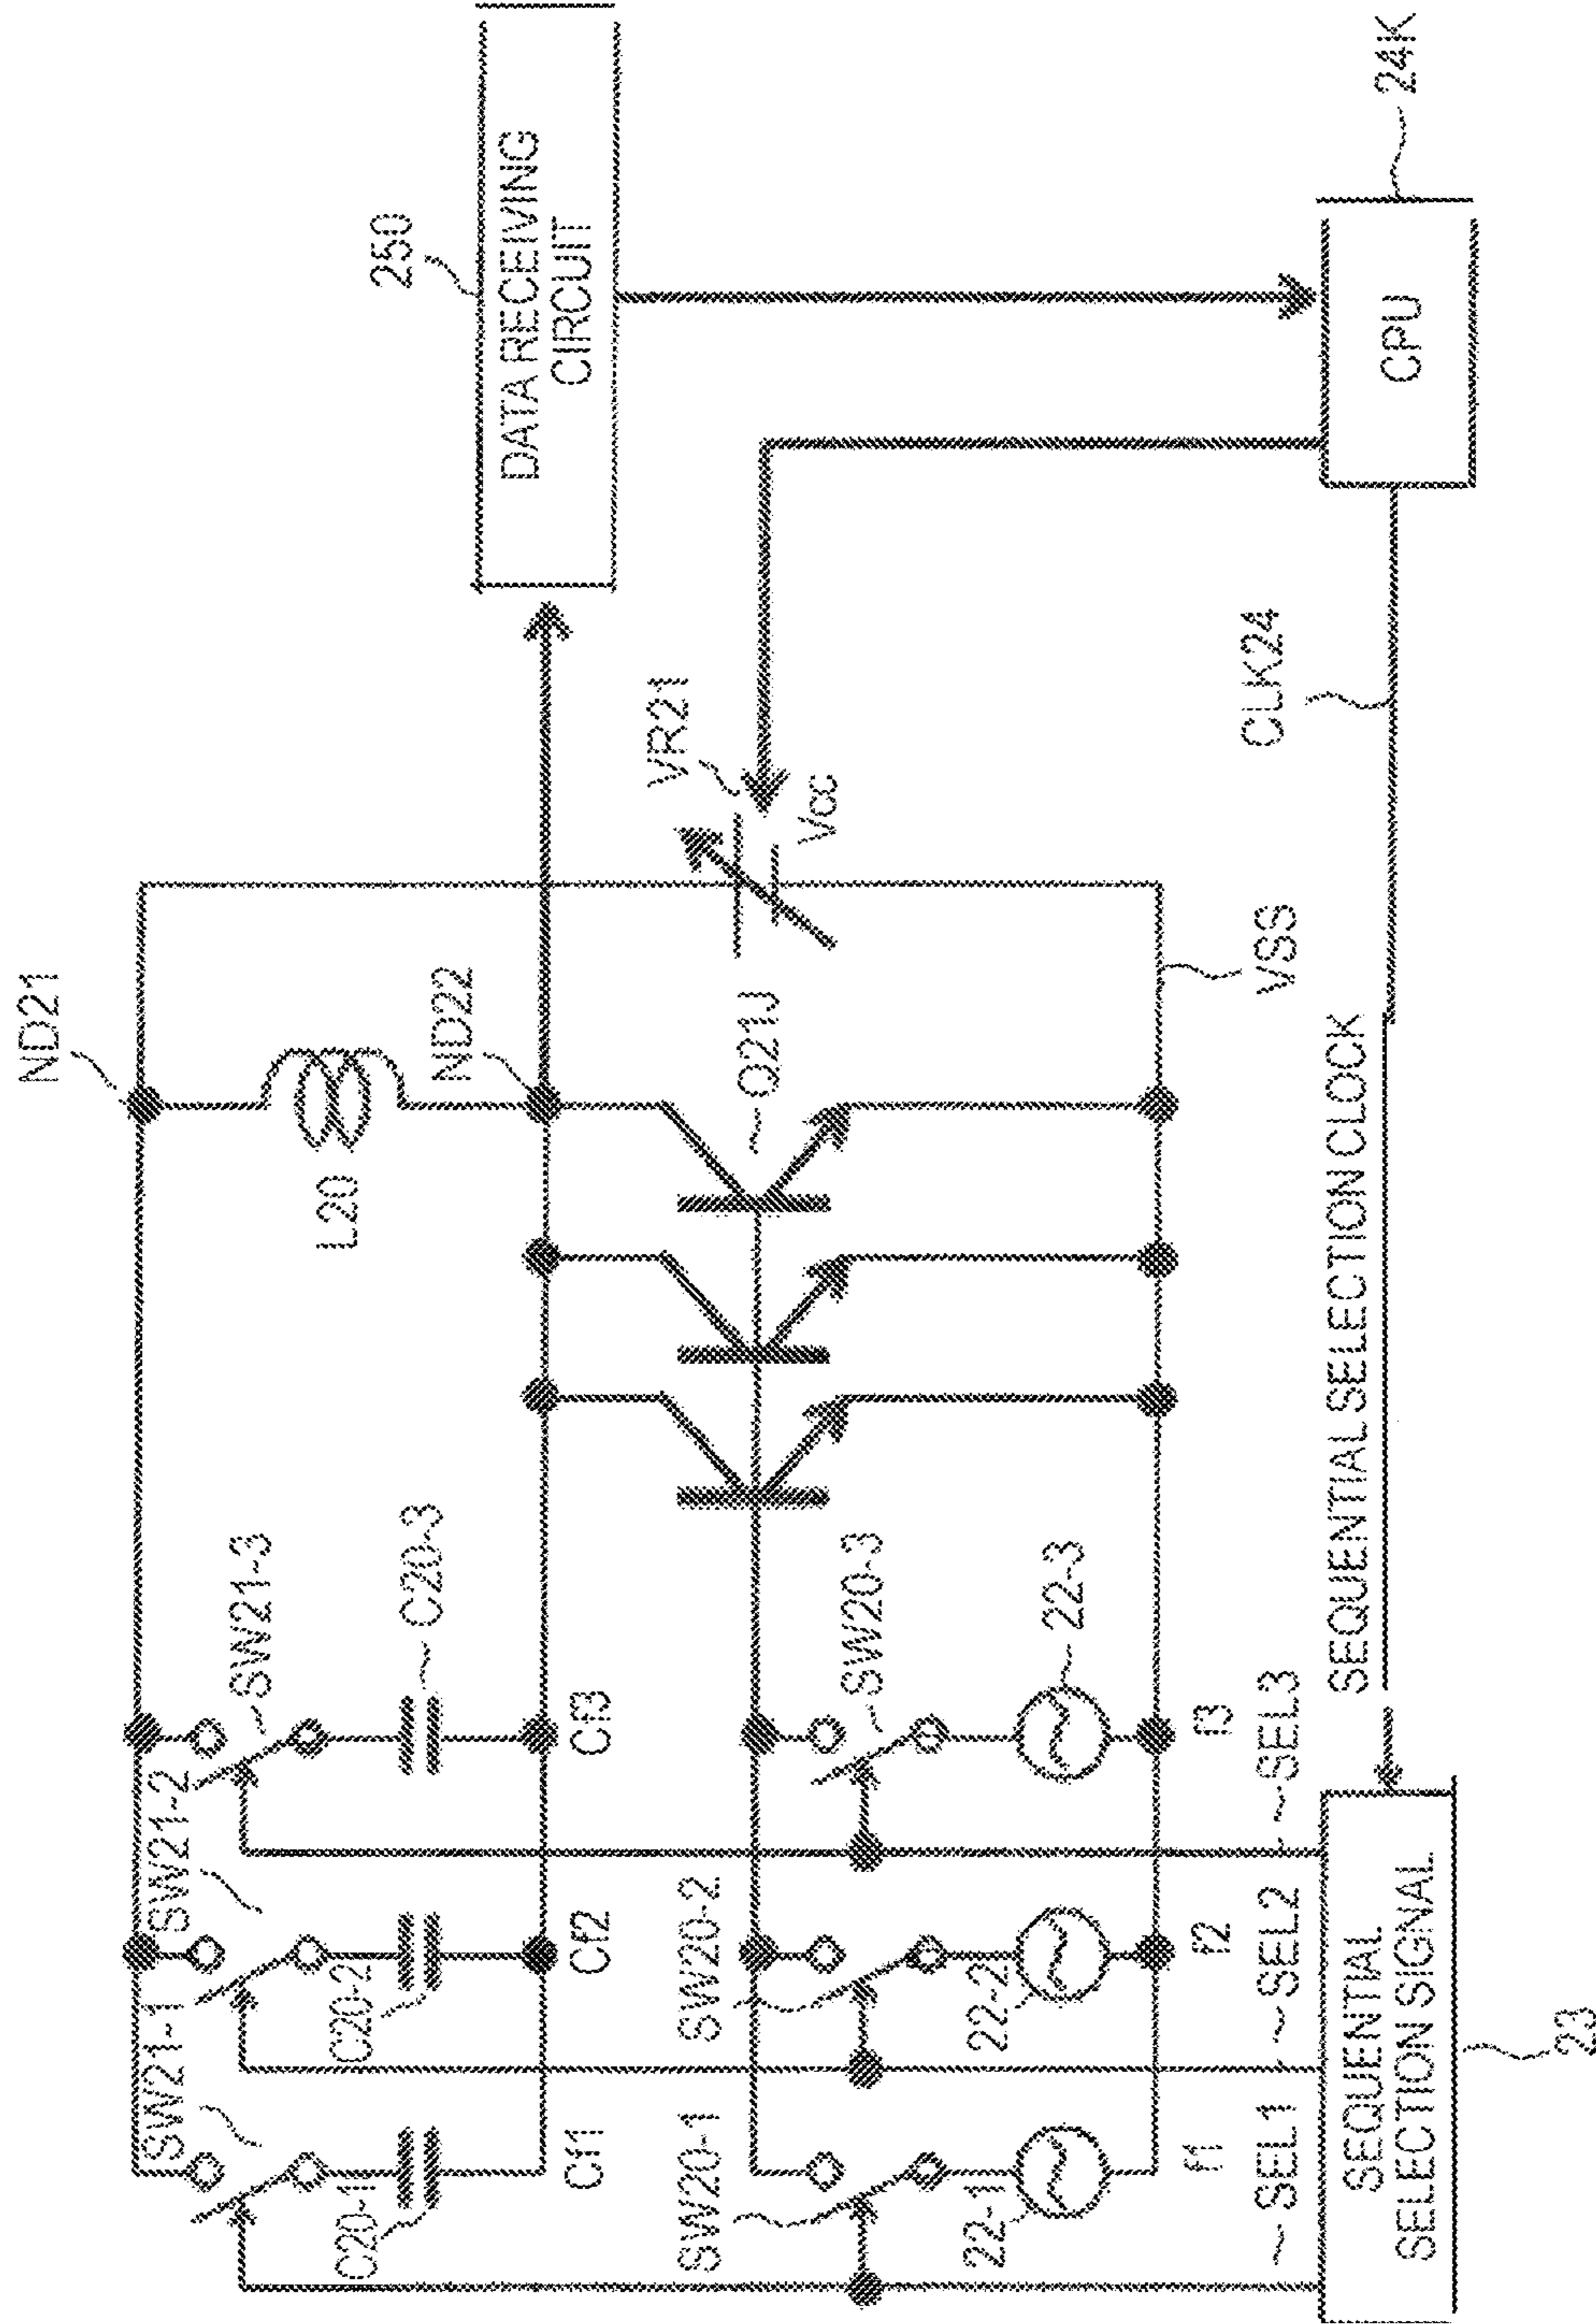 ND21
L20
ND22
VR21
Vcc
Q21J
VSS
250
DATA RECEIVING
CIRCUIT
24K
CPU
CLK24
SEQUENTIAL SELECTION CLOCK
SW21-1
SW21-2
SW21-3
C20-1
C20-2
C20-3
Cf1
Cf2
Cf3
SW20-1
SW20-2
SW20-3
22-1
22-2
22-3
f1
f2
f3
SEL1
SEL2
SEL3
SEQUENTIAL
SELECTION SIGNAL
23